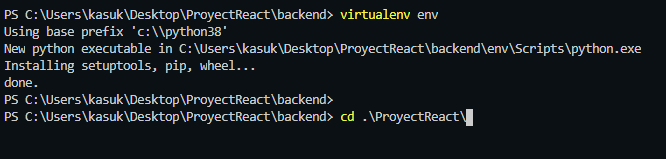 PS C:\Users\kasuk\Desktop\ProyectReact\backend> virtualenv env
Using base prefix 'c:\\python38'
New python executable in C:\Users\kasuk\Desktop\ProyectReact\backend\env\Scripts\python.exe
Installing setuptools, pip, wheel...
done.
PS C:\Users\kasuk\Desktop\ProyectReact\backend>
PS C:\Users\kasuk\Desktop\ProyectReact\backend> cd .\ProyectReact\